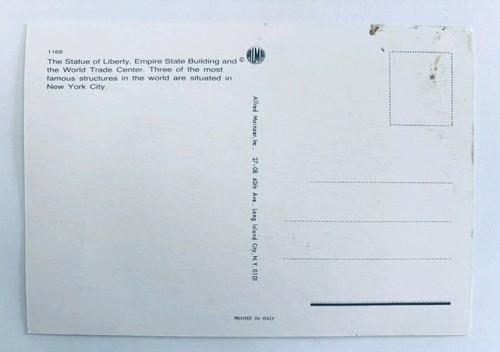 1169
The Statue of Liberty, Empire State Building and ©
the World Trade Center. Three of the most
famous structures in the world are situated in
New York City.
Alfred Mainzer, Inc., 27-08 40th Ave., Long Island City, N.Y. 11101
PRINTED IN ITALY